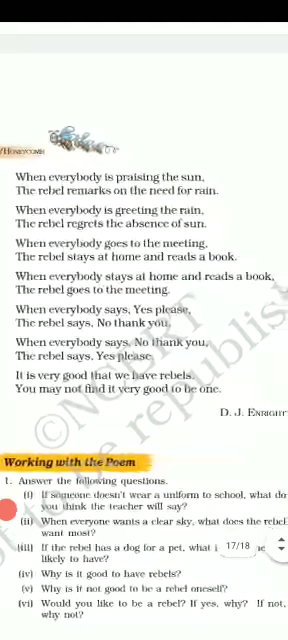 HONEYCOMB
When everybody is praising the sun,
The rebel remarks on the need for rain.
When everybody is greeting the rain,
The rebel regrets the absence of sun.
When everybody goes to the meeting,
The rebel stays at home and reads a book.
When everybody stays at home and reads a book,
The rebel goes to the meeting.
When everybody says, Yes please,
The rebel says, No thank you.
When everybody says, No thank you,
The rebel says, Yes please.
It is very good that we have rebels.
You may not find it very good to be one.
D. J. ENRIGHT
Working with the Poem
1. Answer the following questions.
(i) If someone doesn't wear a uniform to school, what do
you think the teacher will say?
(ii) When everyone wants a clear sky, what does the rebel
want most?
(iii) If the rebel has a dog for a pet, what
17/18
likely to have?
(iv) Why is it good to have rebels?
(v) Why is it not good to be a rebel oneself?
(vi) Would you like to be a rebel? If yes, why? If not,
why not?
©NCERT
not to be republis